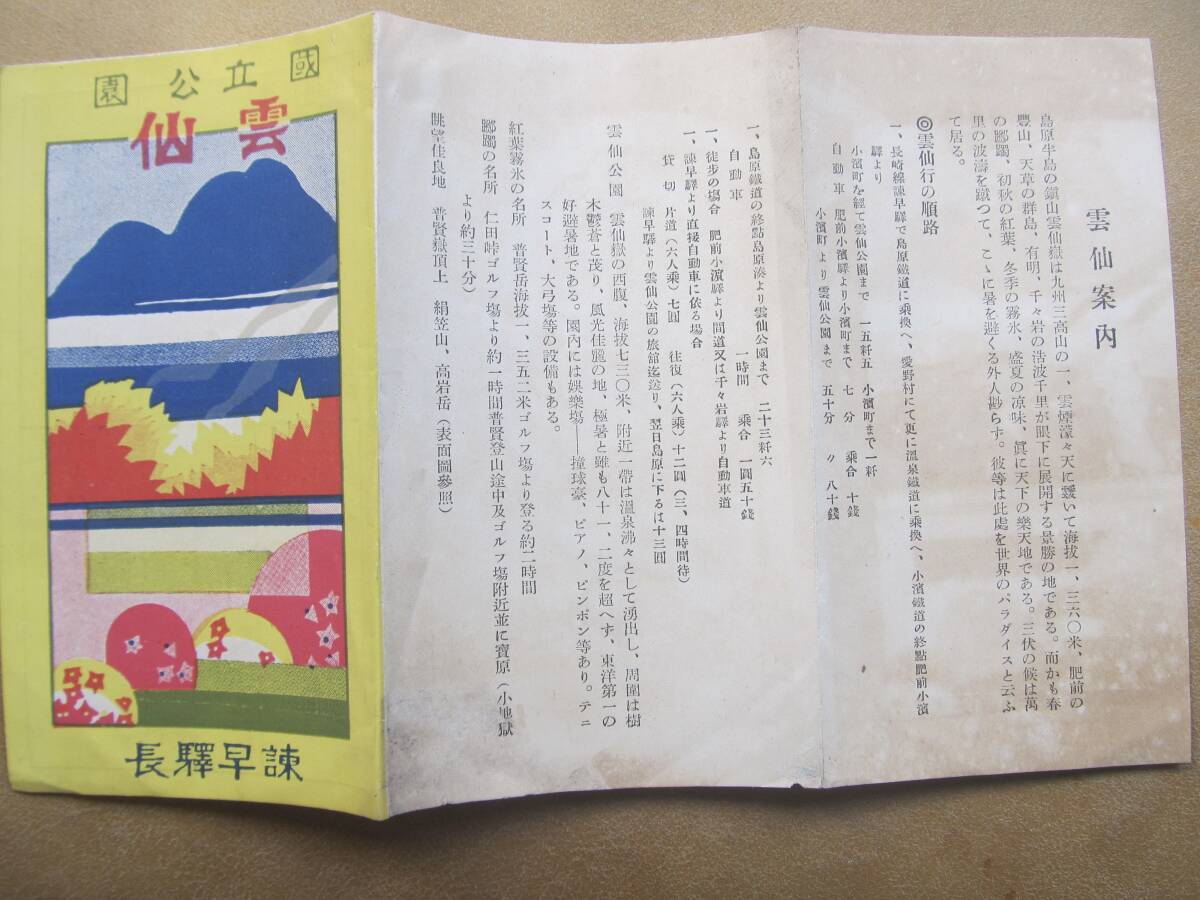 國立公園
雲仙
諫早驛長
雲仙案內
島原半島の鎭山雲仙嶽は九州三高山の一、雲煙濛々天に靉いて海拔一、三六〇米、肥前の
豐山、天草の群島、有明、千々岩の浩波千里が眼下に展開する景勝の地である。而かも春
の躑躅、初秋の紅葉、冬季の霧氷、盛夏の凉味、眞に天下の樂天地である。三伏の候は萬
里の波濤を蹴つて、こゝに暑を避くる外人尠らず。彼等は此處を世界のパラダイスと云ふ
て居る。
◎雲仙行の順路
一、長崎線諫早驛で島原鐵道に乘換へ、愛野村にて更に溫泉鐵道に乘換へ、小濱鐵道の終點肥前小濱
驛より
小濱町を經て雲仙公園まで 一五粁五 小濱町まで一粁
自動車 肥前小濱驛より小濱町まで 七分 乘合 十錢
小濱町より雲仙公園まで 五十分 〃 八十錢
一、島原鐵道の終點島原湊より雲仙公園まで 二十三粁六
自動車 一時間 乘合 一圓五十錢
一、徒步の場合 肥前小濱驛より間道又は千々岩驛より自動車道
一、諫早驛より直接自動車に依る場合
貸切 片道(六人乘)七圓 往復(六人乘)十二圓(三、四時間待)
諫早驛より雲仙公園の旅舘迄送り、翌日島原に下るは十三圓
雲仙公園 雲仙嶽の西腹、海拔七三〇米、附近一帶は溫泉沸々として湧出し、周圍は樹
木鬱蒼と茂り、風光佳麗の地、極暑と雖も八十一、二度を超へず、東洋第一の
好避暑地である。園內には娛樂場――撞球臺、ピアノ、ピンポン等あり。テニ
スコート、大弓場等の設備もある。
紅葉霧氷の名所 普賢岳海拔一、三五二米ゴルフ場より登る約二時間
躑躅の名所 仁田峠ゴルフ場より約一時間普賢登山途中及ゴルフ場附近並に寶原(小地獄
より約三十分)
眺望佳良地 普賢嶽頂上 絹笠山、高岩岳(表面圖參照)